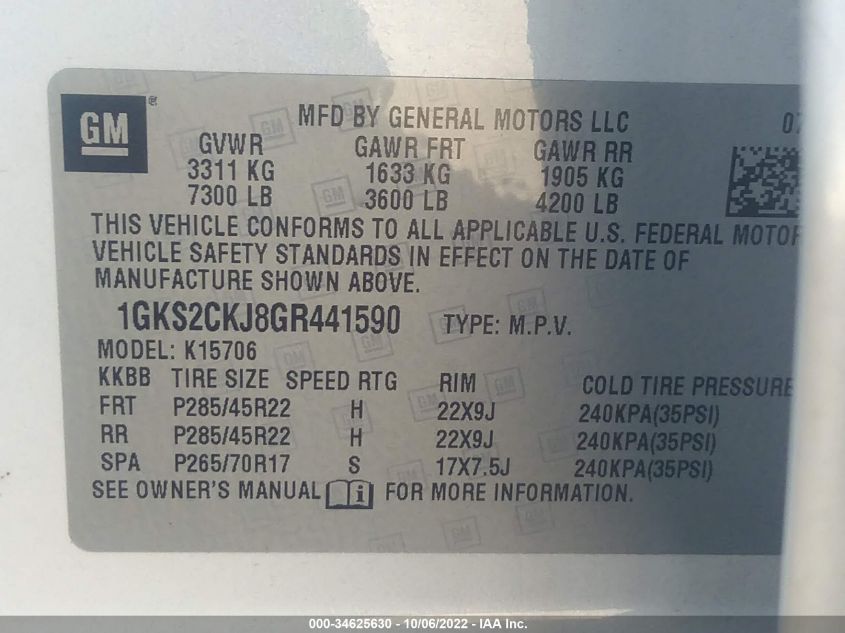 GM ® MFD BY GENERAL MOTORS LLC 07
GVWR GAWR FRT GAWR RR
3311 KG 1633 KG 1905 KG
7300 LB 3600 LB 4200 LB
THIS VEHICLE CONFORMS TO ALL APPLICABLE U.S. FEDERAL MOTOR
VEHICLE SAFETY STANDARDS IN EFFECT ON THE DATE OF
MANUFACTURE SHOWN ABOVE.
1GKS2CKJ8GR441590 TYPE: M.P.V.
MODEL: K15706
KKBB TIRE SIZE SPEED RTG RIM COLD TIRE PRESSURE
FRT P285/45R22 H 22X9J 240KPA(35PSI)
RR P285/45R22 H 22X9J 240KPA(35PSI)
SPA P265/70R17 S 17X7.5J 240KPA(35PSI)
SEE OWNER'S MANUAL i FOR MORE INFORMATION.
000-34625630 - 10/06/2022 - IAA Inc.